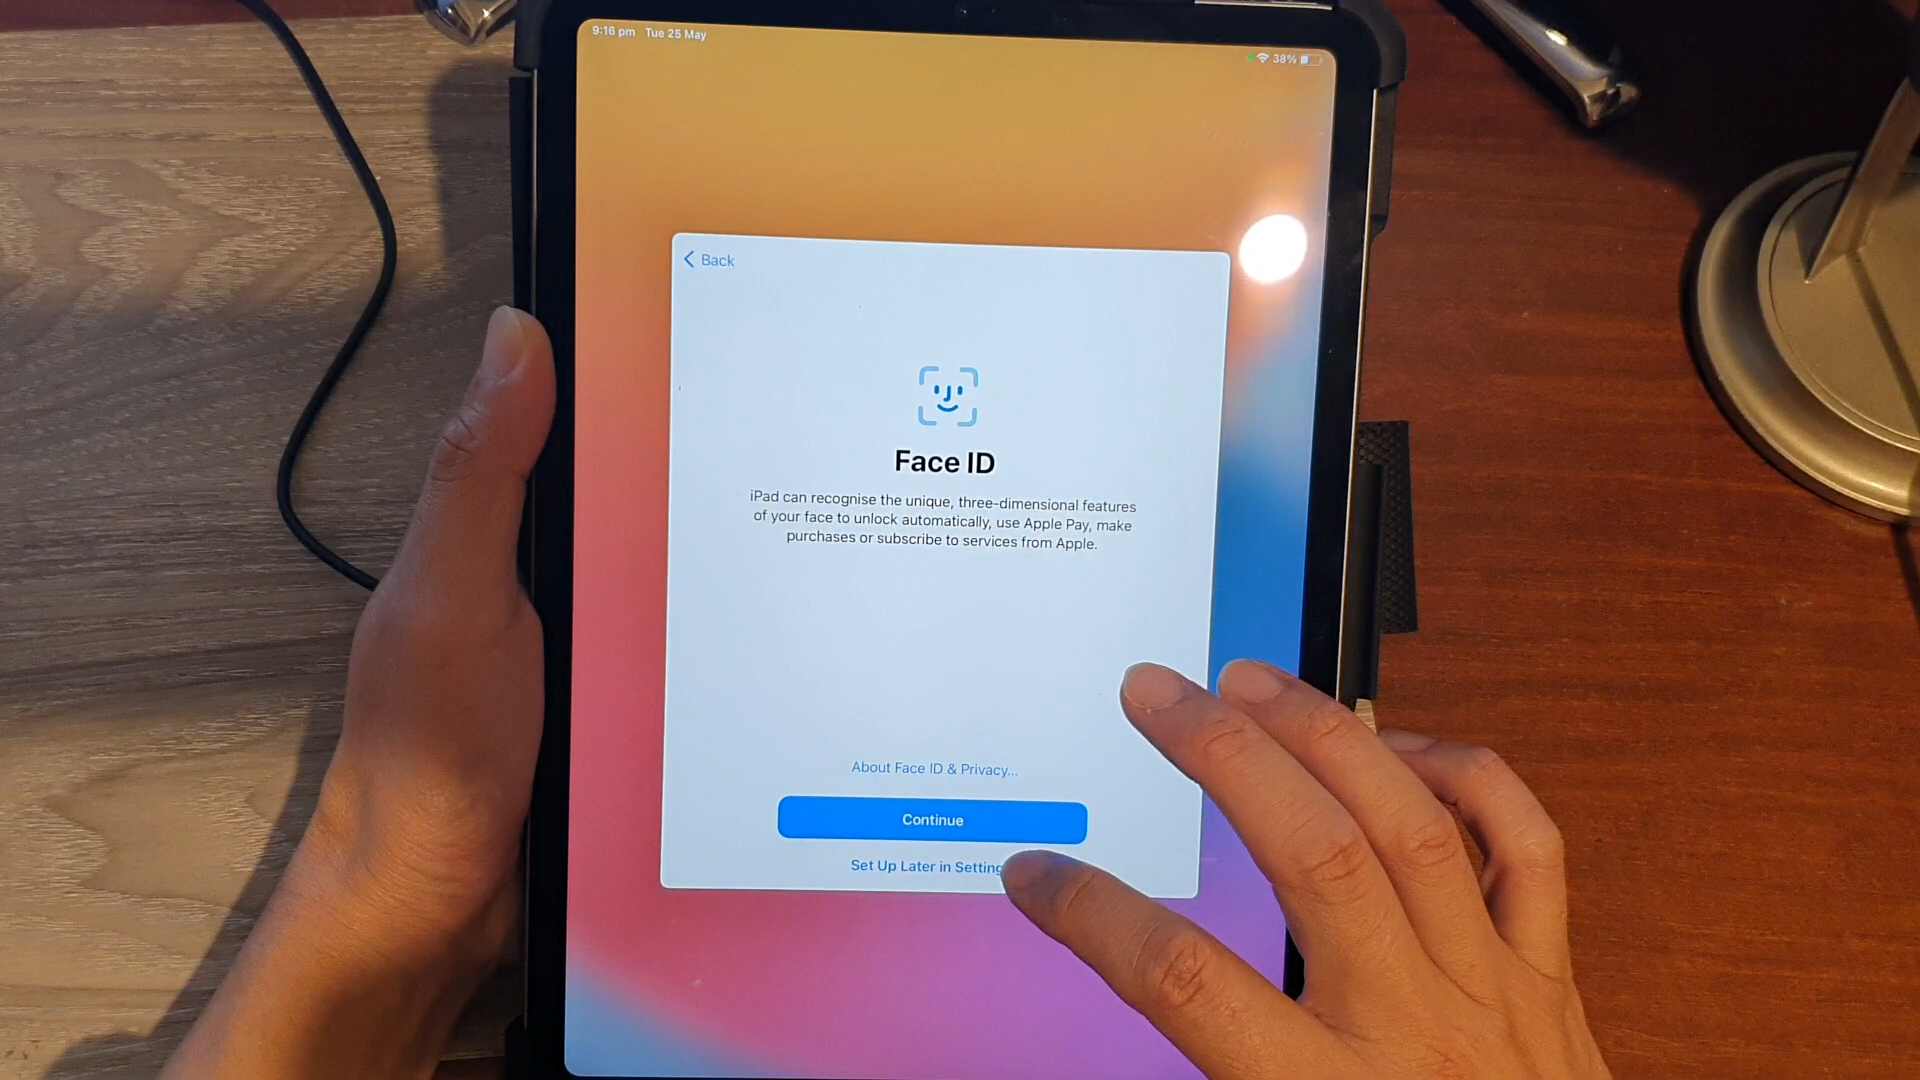 9:16 pm Tue 25 May
38%
Back
Face ID
iPad can recognise the unique, three-dimensional features
of your face to unlock automatically, use Apple Pay, make
purchases or subscribe to services from Apple.
About Face ID & Privacy...
Continue
Set Up Later in Setting